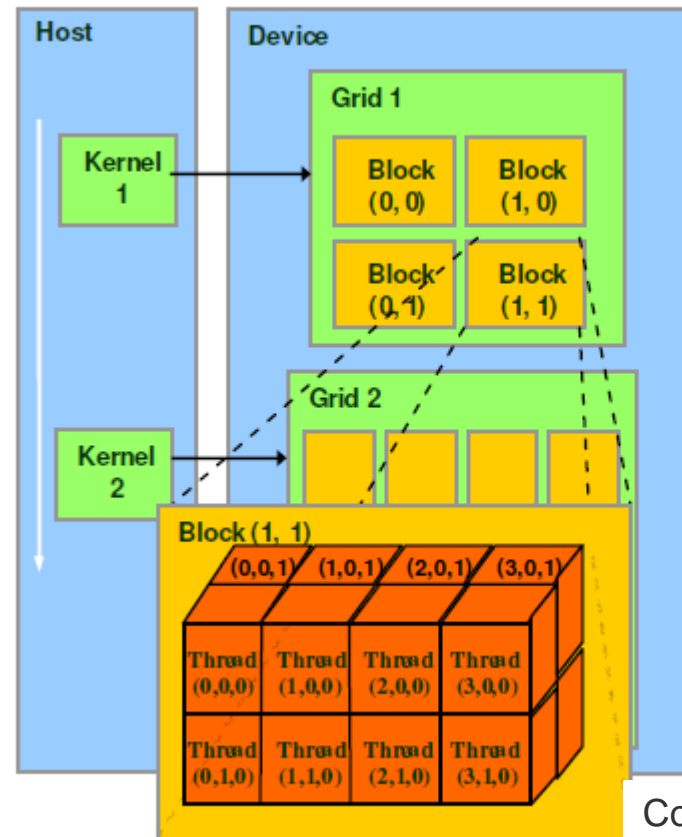 Host
Device
Grid 1
Kernel
1
Block
(0, 0)
Block
(1, 0)
Block
(0, 1)
Block
(1, 1)
Grid 2
Kernel
2
Block (1, 1)
(0,0,1) (1,0,1) (2,0,1) (3,0,1)
Thread
(0,0,0)
Thread
(1,0,0)
Thread
(2,0,0)
Thread
(3,0,0)
Thread
(0,1,0)
Thread
(1,1,0)
Thread
(2,1,0)
Thread
(3,1,0)